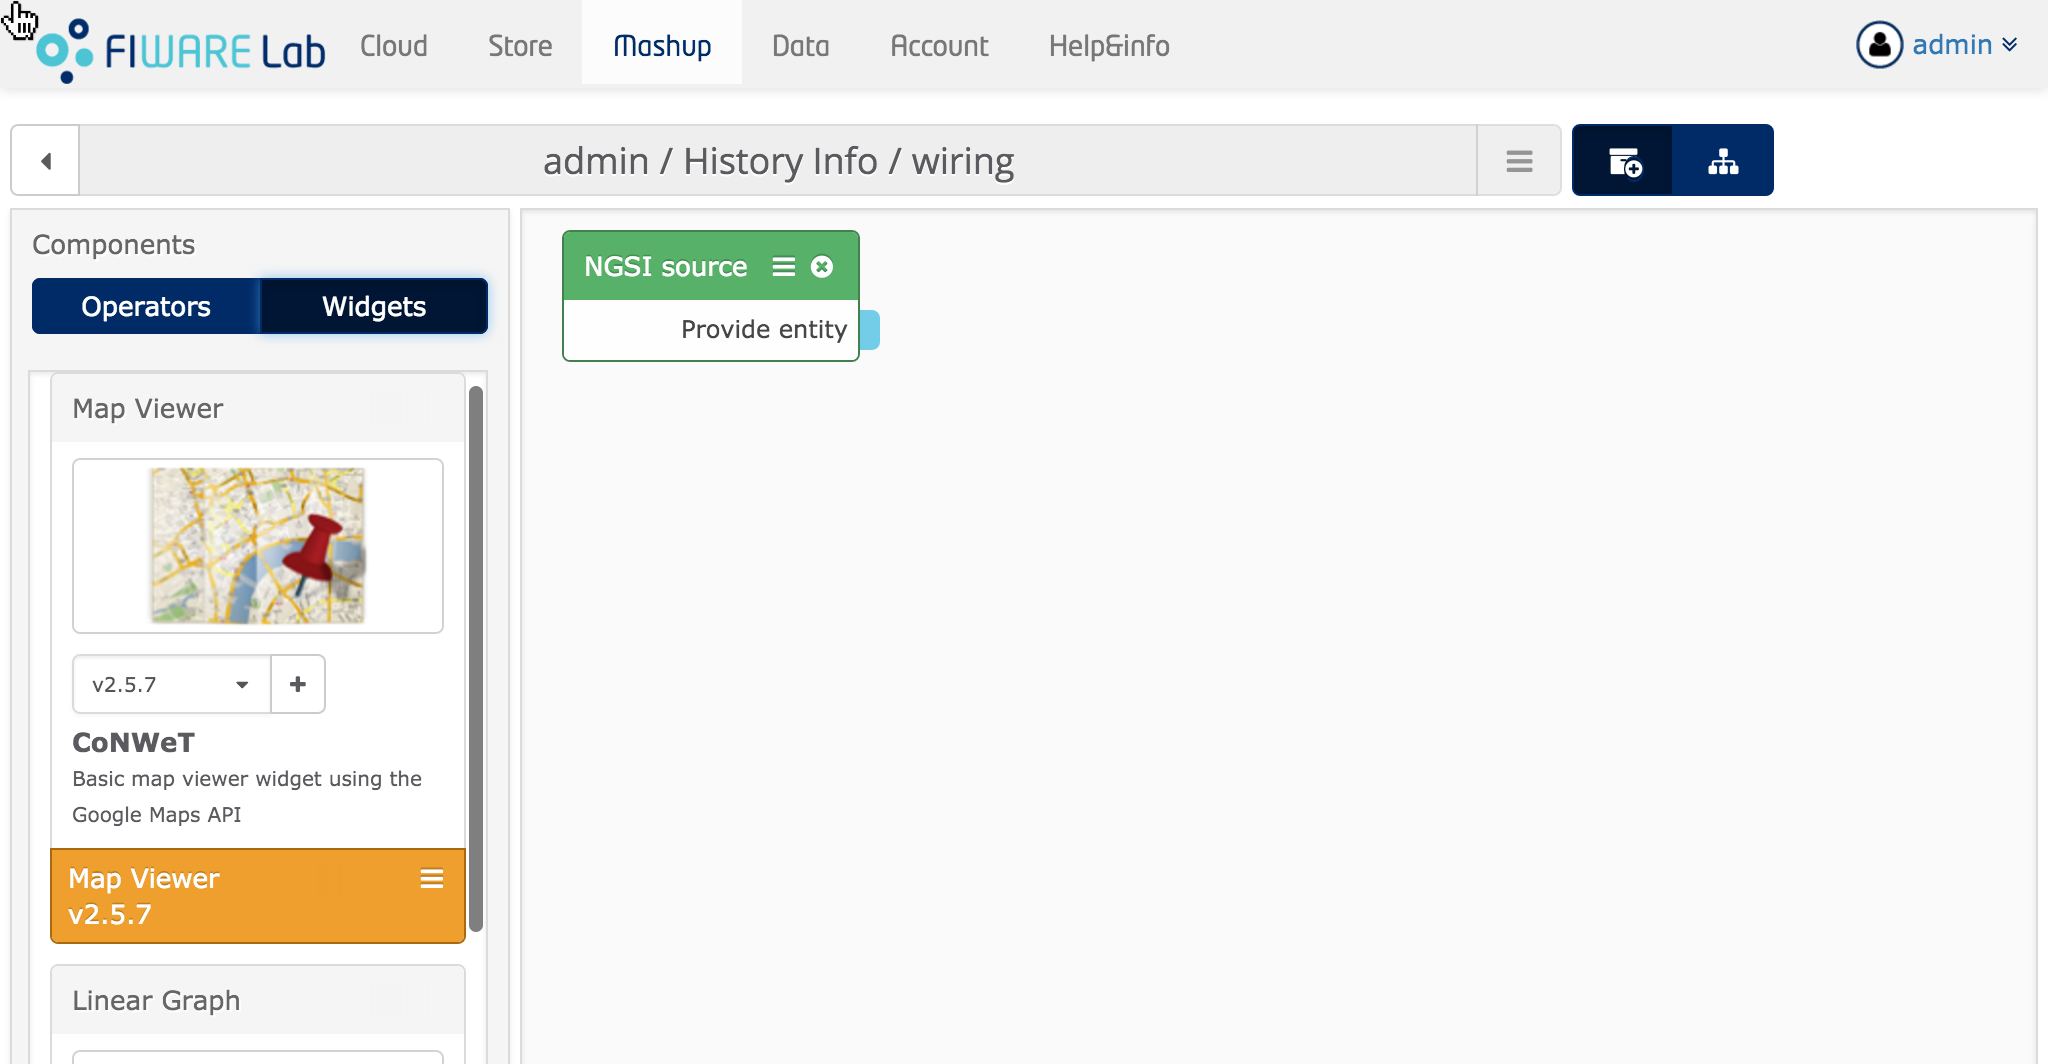 FIWARE Lab Cloud Store Mashup Data Account Help&info admin
admin / History Info / wiring
Components
Operators Widgets
Map Viewer
v2.5.7
CoNWeT
Basic map viewer widget using the
Google Maps API
Map Viewer
v2.5.7
Linear Graph
NGSI source
Provide entity